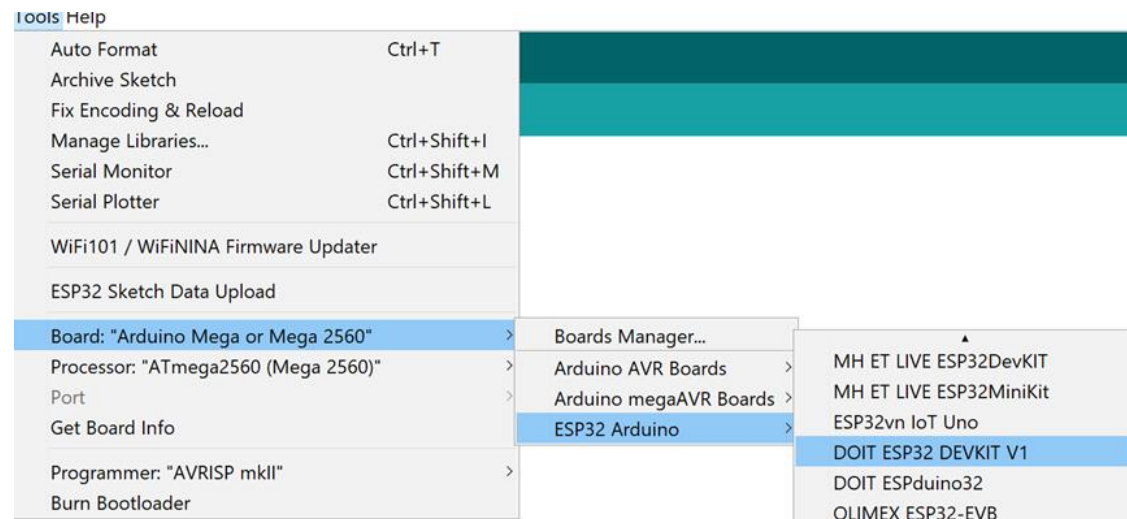 Tools Help
Auto Format Ctrl+T
Archive Sketch
Fix Encoding & Reload
Manage Libraries... Ctrl+Shift+I
Serial Monitor Ctrl+Shift+M
Serial Plotter Ctrl+Shift+L
WiFi101 / WiFiNINA Firmware Updater
ESP32 Sketch Data Upload
Board: "Arduino Mega or Mega 2560"
Processor: "ATmega2560 (Mega 2560)"
Port
Get Board Info
Programmer: "AVRISP mkII"
Burn Bootloader
Boards Manager...
Arduino AVR Boards
Arduino megaAVR Boards
ESP32 Arduino
MH ET LIVE ESP32DevKIT
MH ET LIVE ESP32MiniKit
ESP32vn IoT Uno
DOIT ESP32 DEVKIT V1
DOIT ESPduino32
OLIMEX ESP32-EVB